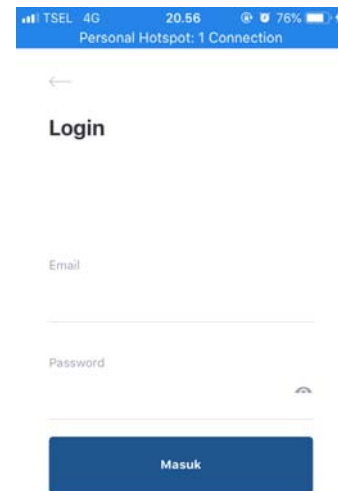 TSEL 4G 20.56 76%
Personal Hotspot: 1 Connection
Login
Email
Password
Masuk